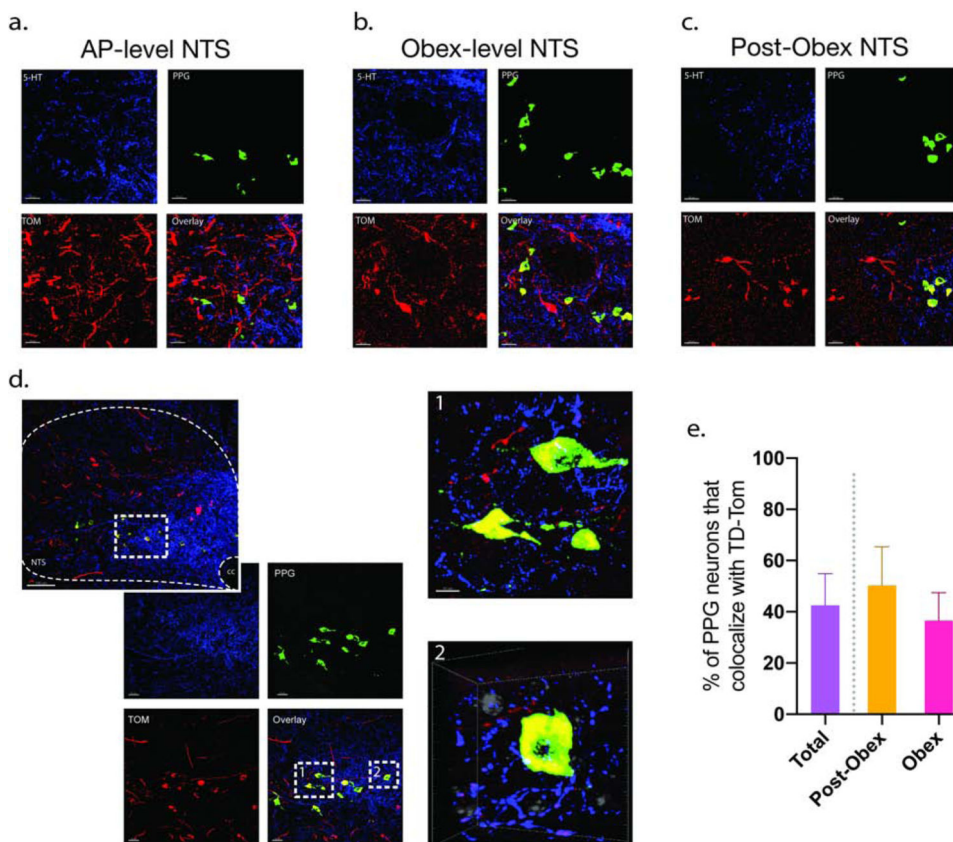 a.
AP-level NTS
5-HT
PPG
TOM
Overlay
b.
Obex-level NTS
5-HT
PPG
TOM
Overlay
c.
Post-Obex NTS
5-HT
PPG
TOM
Overlay
d.
NTS
cc
PPG
TOM
Overlay
1
2
1
2
e.
% of PPG neurons that
colocalize with TD-Tom
100
80
60
40
20
0
Total
Post-Obex
Obex